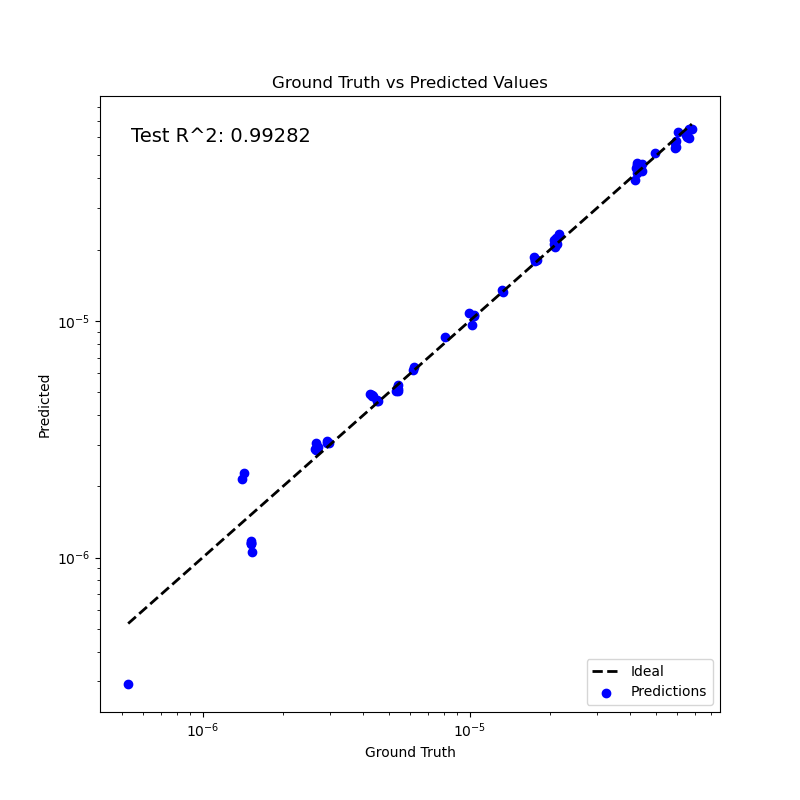 Ground Truth vs Predicted Values
Test R^2: 0.99282
Predicted
10⁻⁵
10⁻⁶
Ideal
Predictions
10⁻⁶
10⁻⁵
Ground Truth